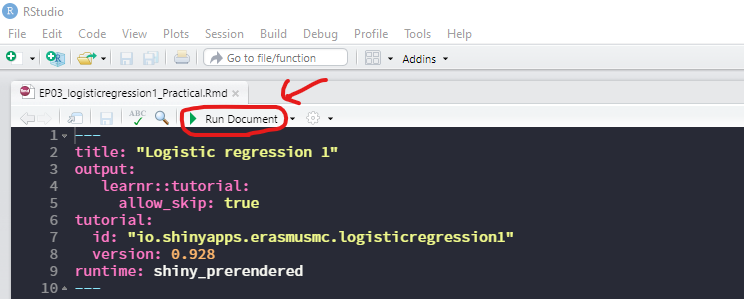 RStudio
File Edit Code View Plots Session Build Debug Profile Tools Help
Go to file/function Addins
EP03_logisticregression1_Practical.Rmd
ABC Run Document
1 ---
2 title: "Logistic regression 1"
3 output:
4 learnr::tutorial:
5 allow_skip: true
6 tutorial:
7 id: "io.shinyapps.erasmusmc.logisticregression1"
8 version: 0.928
9 runtime: shiny_prerendered
10 ---